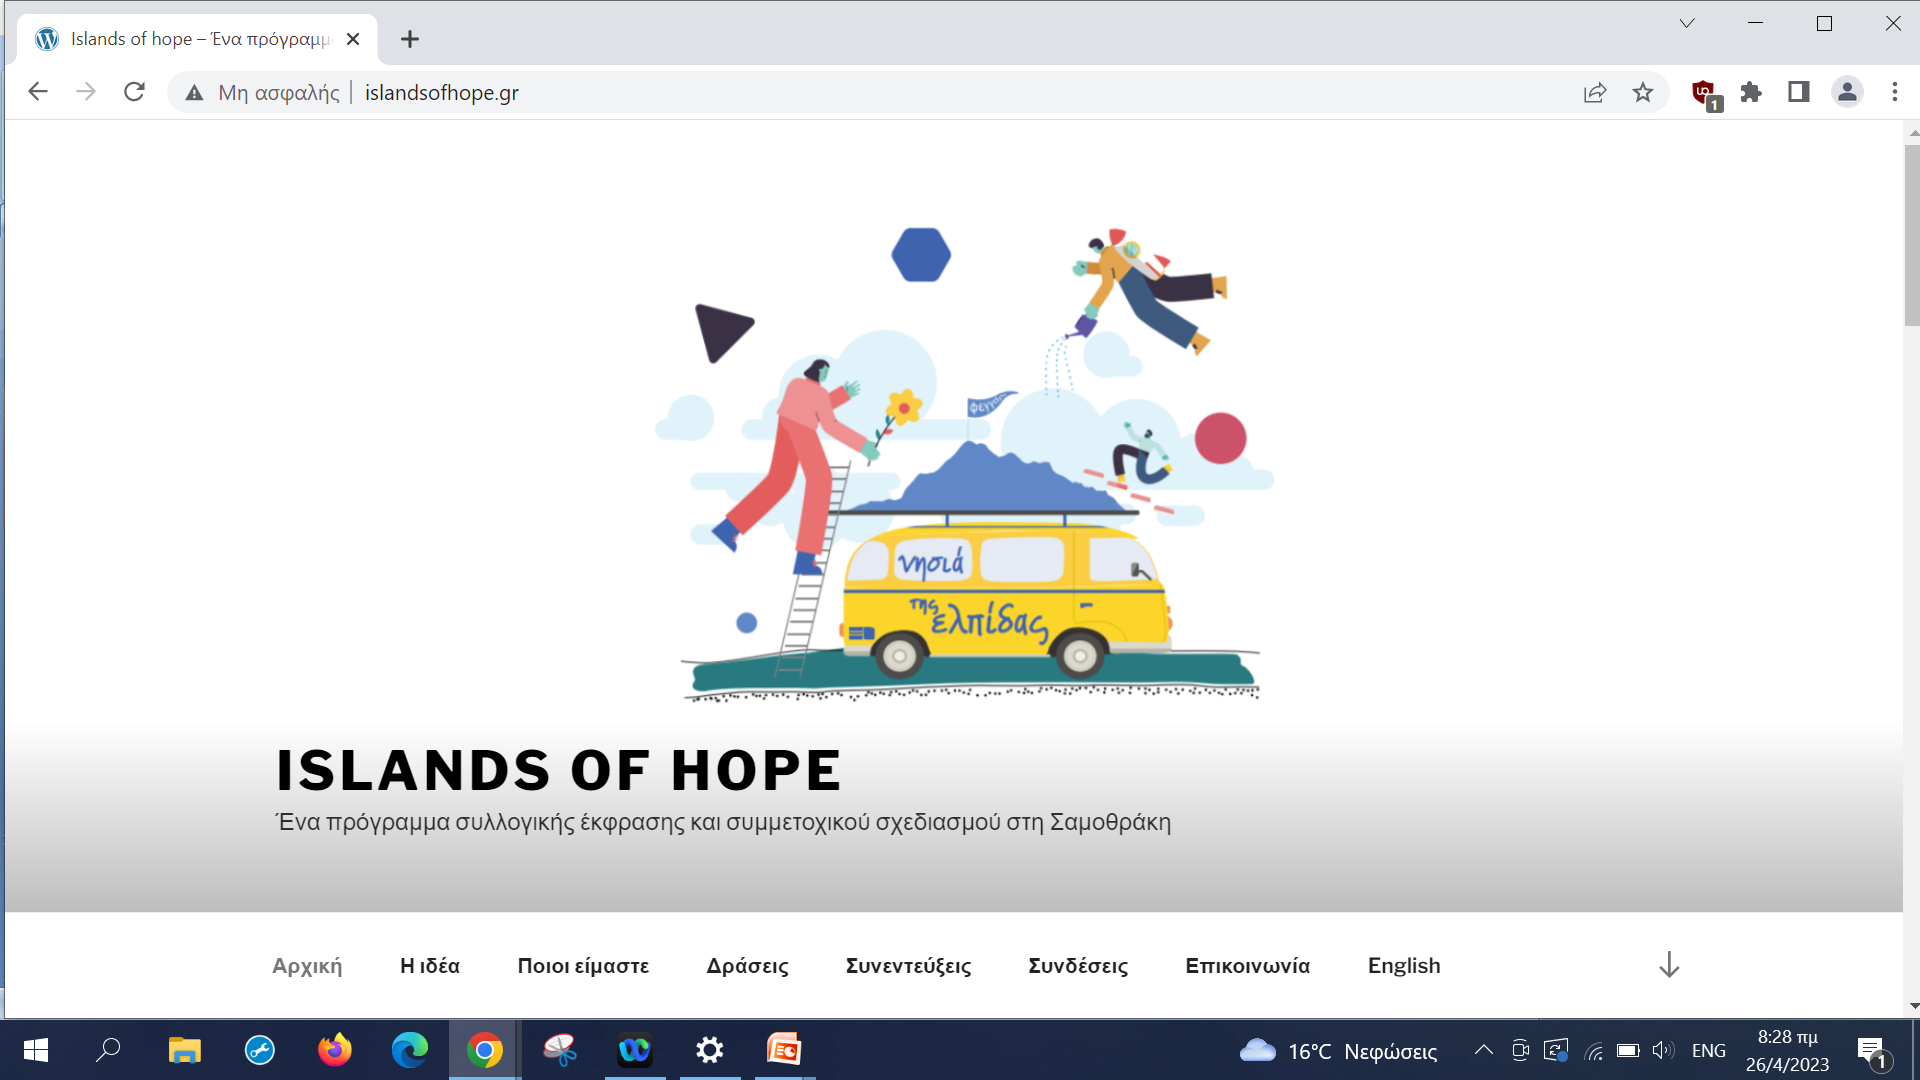 Islands of hope – Ένα πρόγραμμ
Μη ασφαλής
islandsofhope.gr
1
νησιά
της
ελπίδας
ISLANDS OF HOPE
Ένα πρόγραμμα συλλογικής έκφρασης και συμμετοχικού σχεδιασμού στη Σαμοθράκη
Αρχική Η ιδέα Ποιοι είμαστε Δράσεις Συνεντεύξεις Συνδέσεις Επικοινωνία English
16°C Νεφώσεις
ENG
8:28 πμ
26/4/2023
1